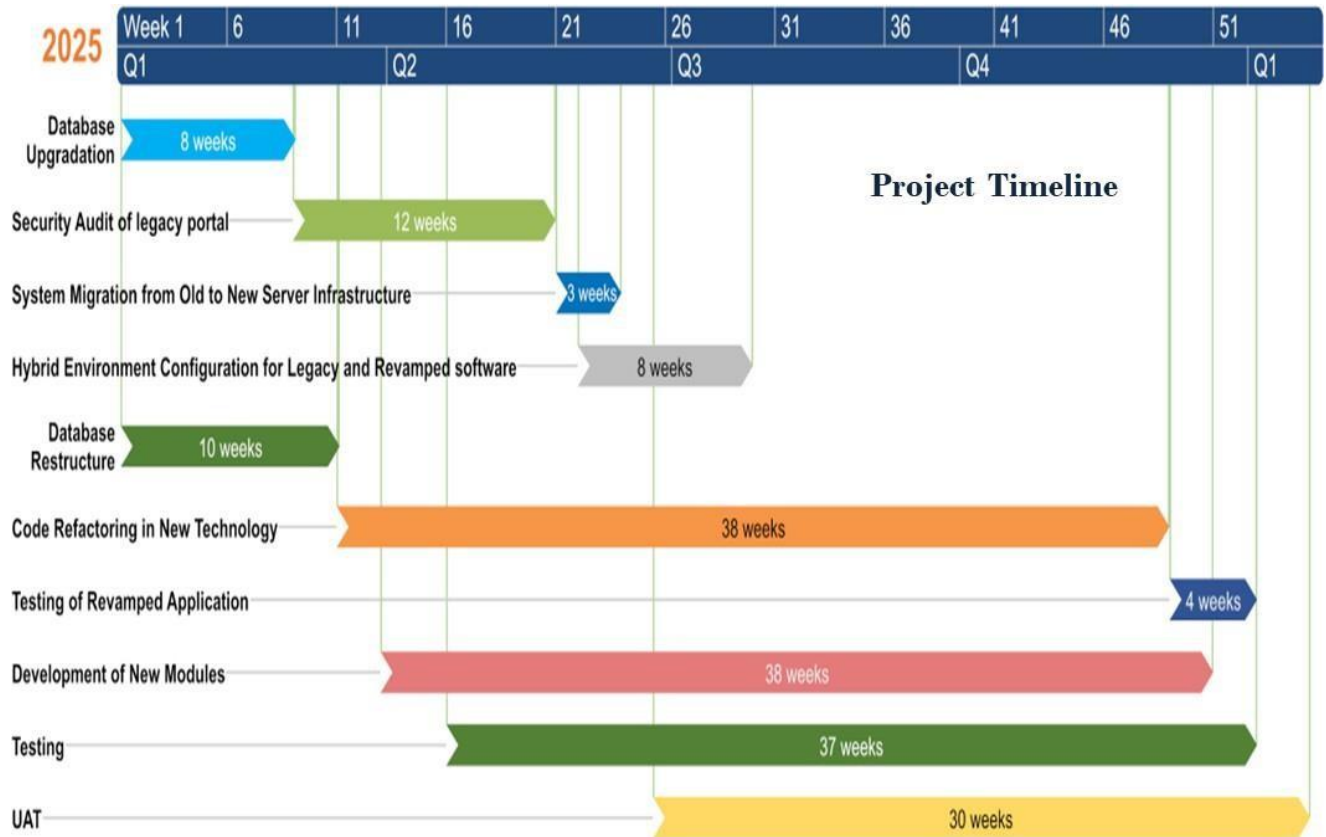 2025
Week 1 6 11 16 21 26 31 36 41 46 51
Q1 Q2 Q3 Q4 Q1
Project Timeline
Database
Upgradation
8 weeks
Security Audit of legacy portal
12 weeks
System Migration from Old to New Server Infrastructure
3 weeks
Hybrid Environment Configuration for Legacy and Revamped software
8 weeks
Database
Restructure
10 weeks
Code Refactoring in New Technology
38 weeks
Testing of Revamped Application
4 weeks
Development of New Modules
38 weeks
Testing
37 weeks
UAT
30 weeks